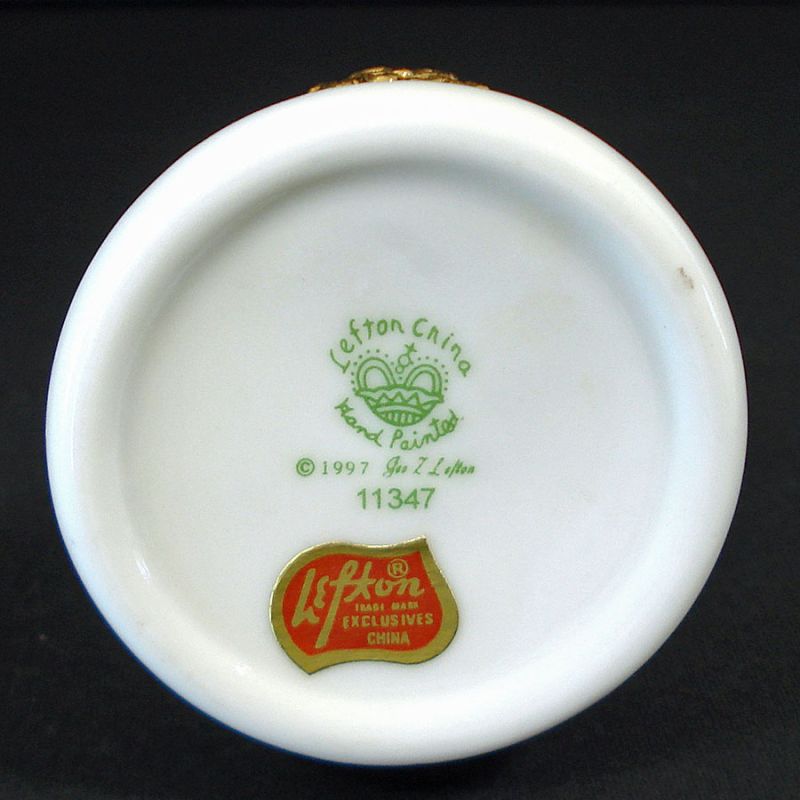 Lefton China
Hand Painted
© 1997 Geo Z Lefton
11347
Lefton ®
TRADE MARK
EXCLUSIVES
CHINA